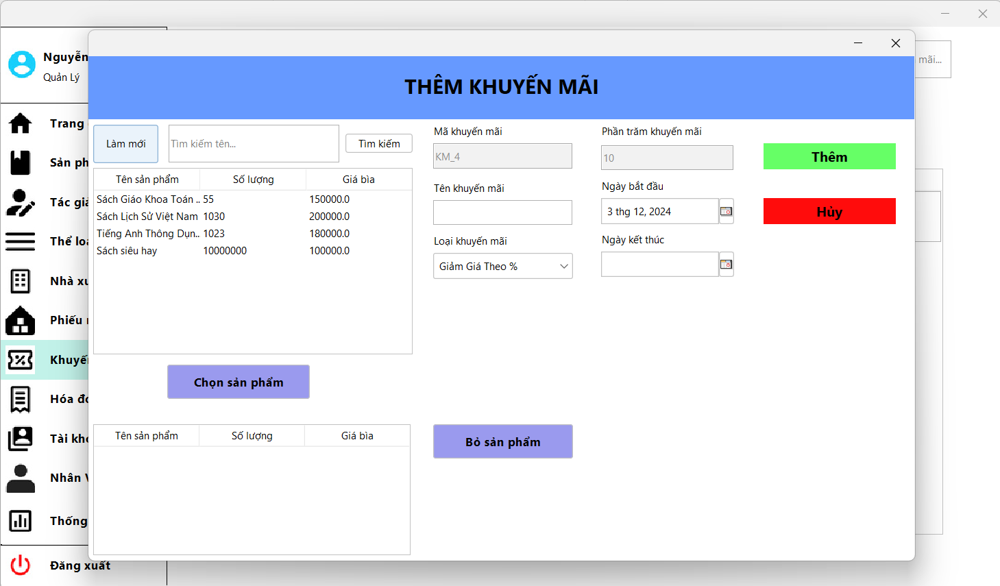 Nguyễn
Quản Lý
Trang
Sản ph
Tác giả
Thể loạ
Nhà xu
Phiếu
Khuyến
Hóa đơ
Tài kho
Nhân V
Thống
Đăng xuất
mãi...
THÊM KHUYẾN MÃI
Làm mới
Tìm kiếm tên...
Tìm kiếm
Tên sản phẩm Số lượng Giá bìa
Sách Giáo Khoa Toán .. 55 150000.0
Sách Lịch Sử Việt Nam 1030 200000.0
Tiếng Anh Thông Dụn.. 1023 180000.0
Sách siêu hay 10000000 100000.0
Chọn sản phẩm
Tên sản phẩm Số lượng Giá bìa
Mã khuyến mãi
KM_4
Tên khuyến mãi
Loại khuyến mãi
Giảm Giá Theo %
Phần trăm khuyến mãi
10
Ngày bắt đầu
3 thg 12, 2024
Ngày kết thúc
Thêm
Hủy
Bỏ sản phẩm